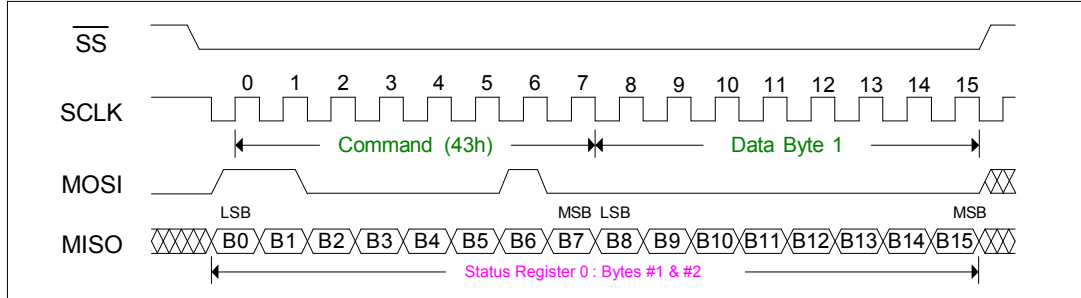 SS
0 1 2 3 4 5 6 7 8 9 10 11 12 13 14 15
SCLK
Command (43h) Data Byte 1
MOSI
LSB MSB LSB MSB
MISO B0 B1 B2 B3 B4 B5 B6 B7 B8 B9 B10 B11 B12 B13 B14 B15
Status Register 0 : Bytes #1 & #2